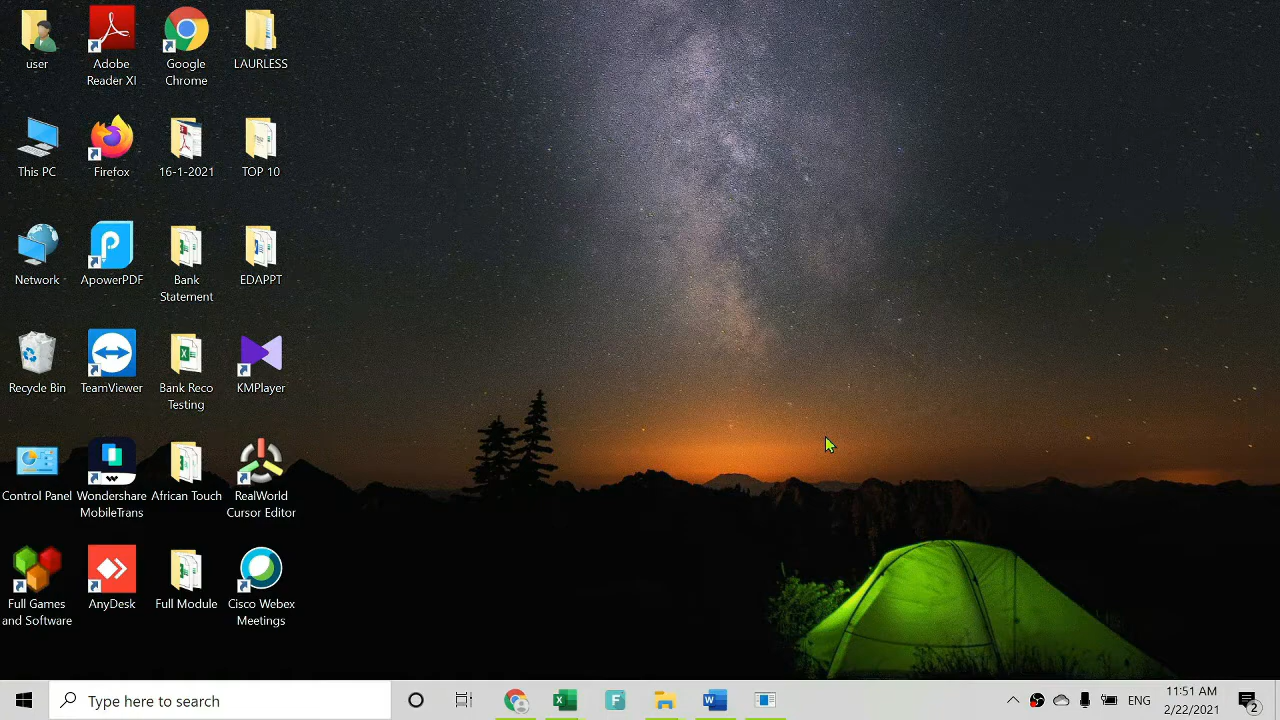 user
Adobe
Reader XI
Google
Chrome
LAURLESS
This PC
Firefox
16-1-2021
TOP 10
Network
ApowerPDF
Bank
Statement
EDAPPT
Recycle Bin
TeamViewer
Bank Reco
Testing
KMPlayer
Control Panel
Wondershare
MobileTrans
African Touch
RealWorld
Cursor Editor
Full Games
and Software
AnyDesk
Full Module
Cisco Webex
Meetings
Type here to search
ENG
11:51 AM
2/22/2021
2